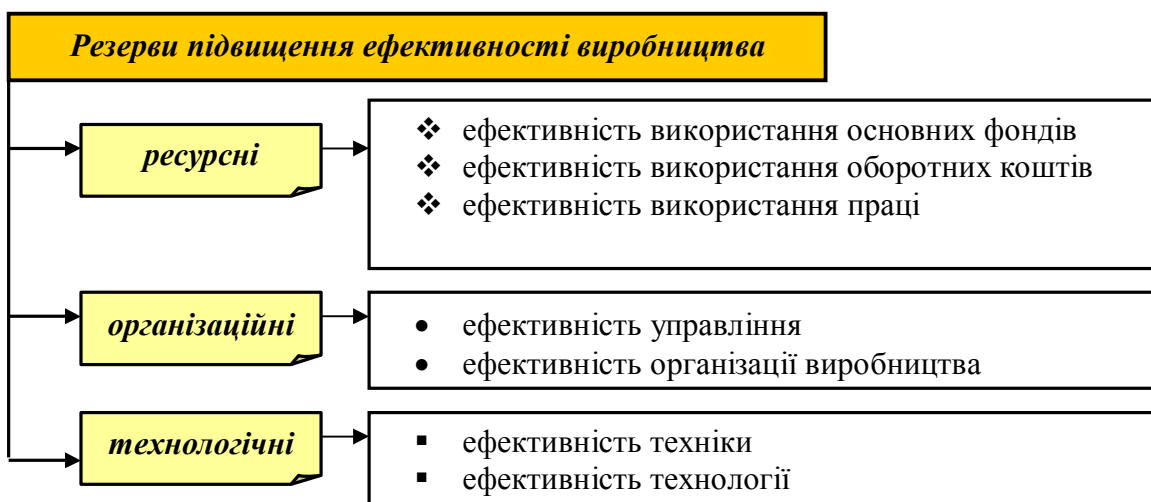 Резерви підвищення ефективності виробництва
ресурсні
❖ ефективність використання основних фондів
❖ ефективність використання оборотних коштів
❖ ефективність використання праці
організаційні
• ефективність управління
• ефективність організації виробництва
технологічні
▪ ефективність техніки
▪ ефективність технології